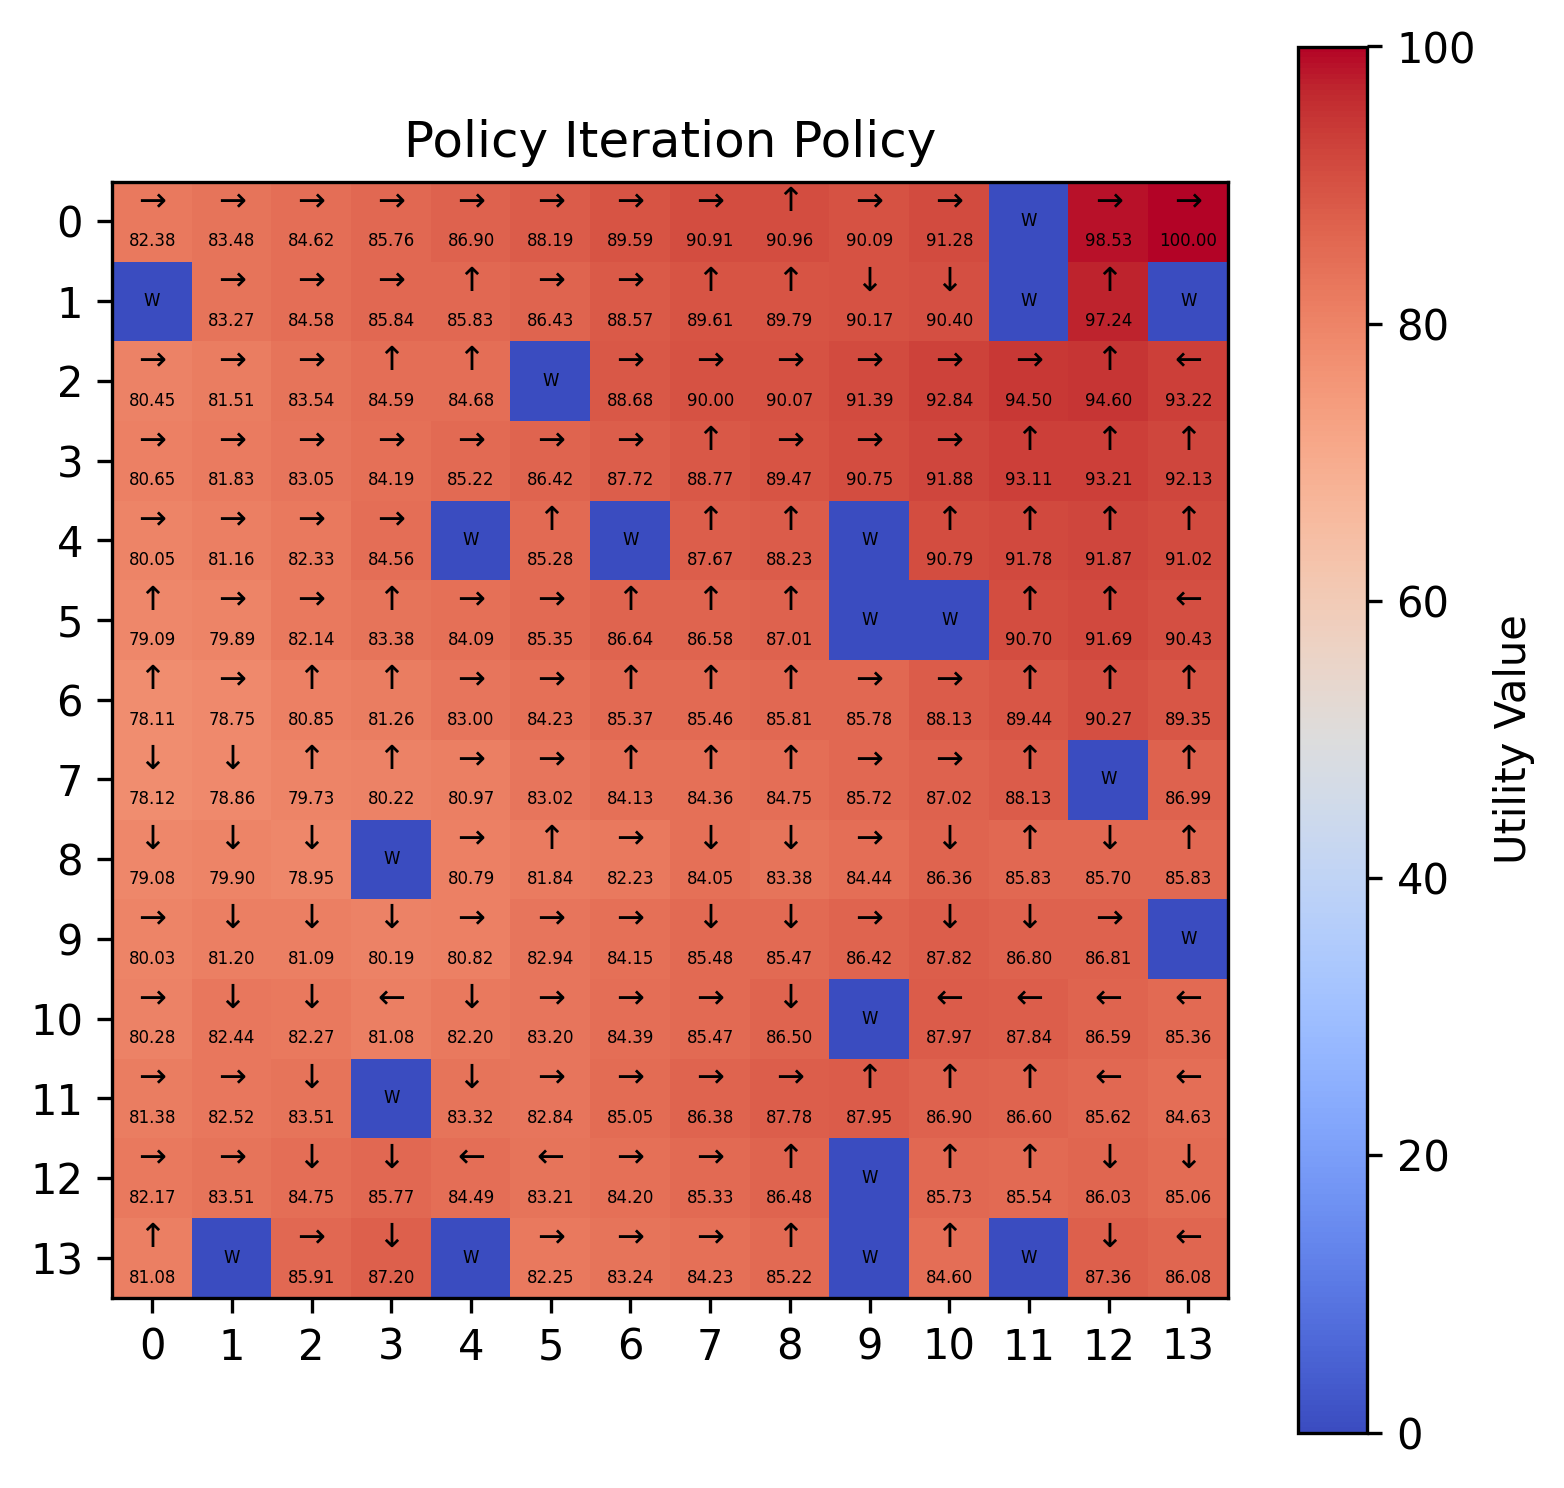 Policy Iteration Policy
100
0 → → → → → → → → ↑ → → W → →
82.38 83.48 84.62 85.76 86.90 88.19 89.59 90.91 90.96 90.09 91.28 98.53 100.00
1 W → → → ↑ → → ↑ ↑ ↓ ↓ W ↑ W
83.27 84.58 85.84 85.83 86.43 88.57 89.61 89.79 90.17 90.40 97.24
80
2 → → → ↑ ↑ W → → → → → → ↑ ←
80.45 81.51 83.54 84.59 84.68 88.68 90.00 90.07 91.39 92.84 94.50 94.60 93.22
3 → → → → → → → ↑ → → → ↑ ↑ ↑
80.65 81.83 83.05 84.19 85.22 86.42 87.72 88.77 89.47 90.75 91.88 93.11 93.21 92.13
4 → → → → W ↑ W ↑ ↑ W ↑ ↑ ↑ ↑
80.05 81.16 82.33 84.56 85.28 87.67 88.23 90.79 91.78 91.87 91.02
60
5 ↑ → → ↑ → → ↑ ↑ ↑ W W ↑ ↑ ←
79.09 79.89 82.14 83.38 84.09 85.35 86.64 86.58 87.01 90.70 91.69 90.43
6 ↑ → ↑ ↑ → → ↑ ↑ ↑ → → ↑ ↑ ↑
78.11 78.75 80.85 81.26 83.00 84.23 85.37 85.46 85.81 85.78 88.13 89.44 90.27 89.35
Utility Value
7 ↓ ↓ ↑ ↑ → → ↑ ↑ ↑ → → ↑ W ↑
78.12 78.86 79.73 80.22 80.97 83.02 84.13 84.36 84.75 85.72 87.02 88.13 86.99
8 ↓ ↓ ↓ W → ↑ → ↓ ↓ → ↓ ↑ ↓ ↑
79.08 79.90 78.95 80.79 81.84 82.23 84.05 83.38 84.44 86.36 85.83 85.70 85.83
40
9 → ↓ ↓ ↓ → → → ↓ ↓ → ↓ ↓ → W
80.03 81.20 81.09 80.19 80.82 82.94 84.15 85.48 85.47 86.42 87.82 86.80 86.81
10 → ↓ ↓ ← ↓ → → → ↓ W ← ← ← ←
80.28 82.44 82.27 81.08 82.20 83.20 84.39 85.47 86.50 87.97 87.84 86.59 85.36
11 → → ↓ W ↓ → → → → ↑ ↑ ↑ ← ←
81.38 82.52 83.51 83.32 82.84 85.05 86.38 87.78 87.95 86.90 86.60 85.62 84.63
20
12 → → ↓ ↓ ← ← → → ↑ W ↑ ↑ ↓ ↓
82.17 83.51 84.75 85.77 84.49 83.21 84.20 85.33 86.48 85.73 85.54 86.03 85.06
13 ↑ W → ↓ W → → → ↑ W ↑ W ↓ ←
81.08 85.91 87.20 82.25 83.24 84.23 85.22 84.60 87.36 86.08
0 1 2 3 4 5 6 7 8 9 10 11 12 13
0